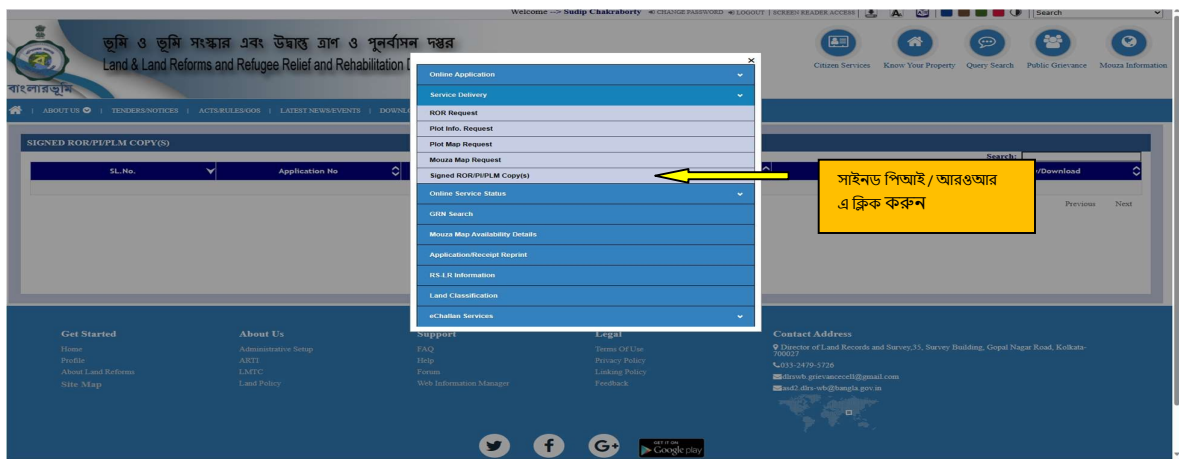 Welcome --> Sudip Chakraborty CHANGE PASSWORD LOGOUT | SCREEN READER ACCESS | Search
ভূমি ও ভূমি সংস্কার এবং উদ্বাস্তু ত্রাণ ও পুনর্বাসন দপ্তর
Land & Land Reforms and Refugee Relief and Rehabilitation
বাংলারভূমি
Citizen Services Know Your Property Query Search Public Grievance Mouza Information
ABOUT US | TENDERS/NOTICES | ACTS/RULES/GOS | LATEST NEWS/EVENTS |
SIGNED ROR/PI/PLM COPY(S)
Search:
SL.No. Application No /Download
Previous Next
Online Application
Service Delivery
ROR Request
Plot Info. Request
Plot Map Request
Mouza Map Request
Signed ROR/PI/PLM Copy(s)
Online Service Status
GRN Search
Mouza Map Availability Details
Application/Receipt Reprint
RS-LR Information
Land Classification
eChallan Services
সাইনড পিআই/ আরওআর
এ ক্লিক করুন
Get Started
Home
Profile
About Land Reforms
Site Map
About Us
Administrative Setup
ARTI
LMTC
Land Policy
Support
FAQ
Help
Forum
Web Information Manager
Legal
Terms Of Use
Privacy Policy
Linking Policy
Feedback
Contact Address
Director of Land Records and Survey,35, Survey Building, Gopal Nagar Road, Kolkata-
700027
033-2479-5726
dlrswb.grievancecell@gmail.com
asd2.dlrs-wb@bangla.gov.in
GET IT ON
Google play